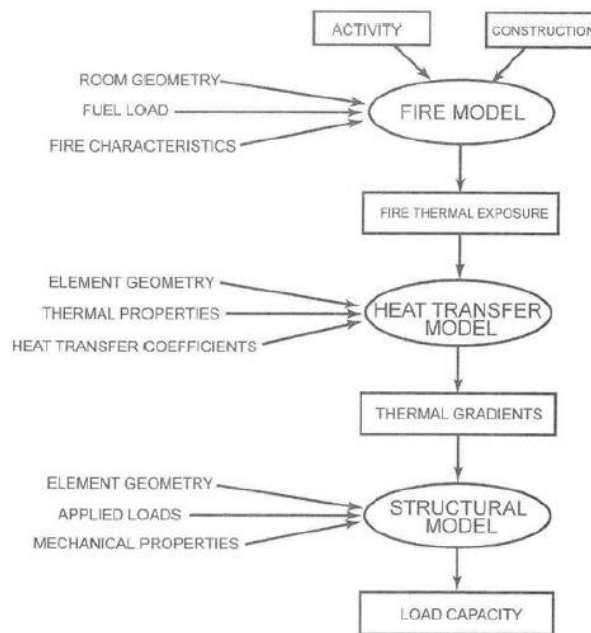 ACTIVITY
CONSTRUCTION
ROOM GEOMETRY
FUEL LOAD
FIRE CHARACTERISTICS
FIRE MODEL
FIRE THERMAL EXPOSURE
ELEMENT GEOMETRY
THERMAL PROPERTIES
HEAT TRANSFER COEFFICIENTS
HEAT TRANSFER
MODEL
THERMAL GRADIENTS
ELEMENT GEOMETRY
APPLIED LOADS
MECHANICAL PROPERTIES
STRUCTURAL
MODEL
LOAD CAPACITY